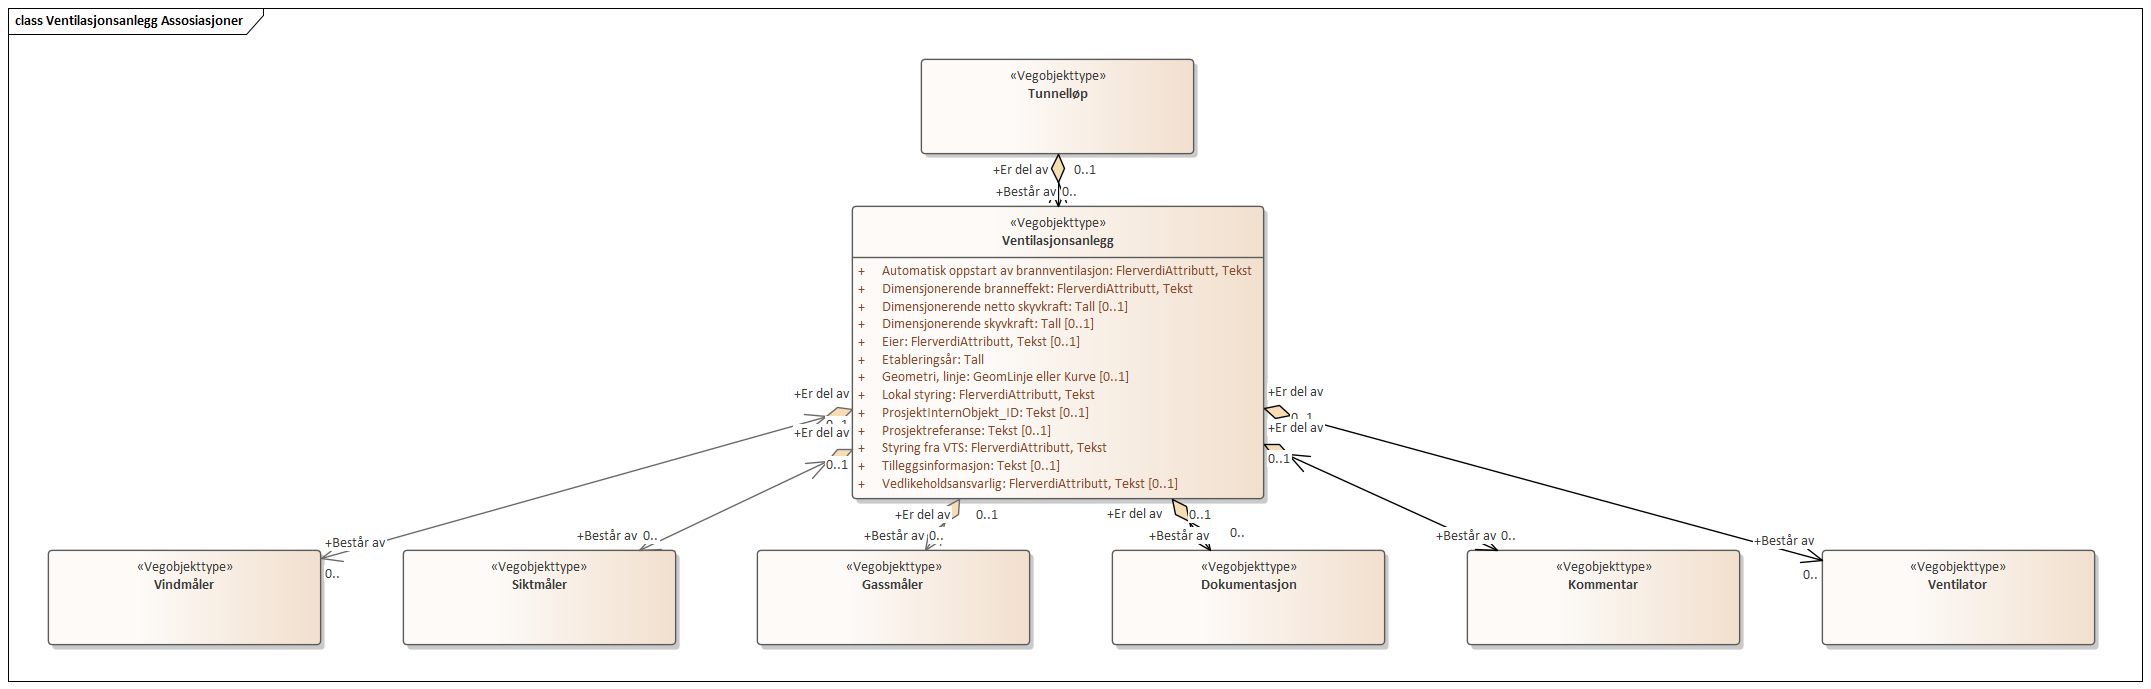 class Ventilasjonsanlegg Assosiasjoner
«Vegobjekttype»
Tunnelløp
+Er del av 0..1
+Består av 0..
«Vegobjekttype»
Ventilasjonsanlegg
+ Automatisk oppstart av brannventilasjon: FlerverdiAttributt, Tekst
+ Dimensjonerende branneffekt: FlerverdiAttributt, Tekst
+ Dimensjonerende netto skyvkraft: Tall [0..1]
+ Dimensjonerende skyvkraft: Tall [0..1]
+ Eier: FlerverdiAttributt, Tekst [0..1]
+ Etableringsår: Tall
+ Geometri, linje: GeomLinje eller Kurve [0..1]
+ Lokal styring: FlerverdiAttributt, Tekst
+ ProsjektInternObjekt_ID: Tekst [0..1]
+ Prosjektreferanse: Tekst [0..1]
+ Styring fra VTS: FlerverdiAttributt, Tekst
+ Tilleggsinformasjon: Tekst [0..1]
+ Vedlikeholdsansvarlig: FlerverdiAttributt, Tekst [0..1]
+Er del av
0..1
+Er del av
0..1
+Er del av
0..1
+Er del av
0..1
+Er del av 0..1
+Er del av 0..1
+Består av
0..
+Består av 0..
+Består av 0..
+Består av
0..
+Består av 0..
+Består av
0..
«Vegobjekttype»
Vindmåler
«Vegobjekttype»
Siktmåler
«Vegobjekttype»
Gassmåler
«Vegobjekttype»
Dokumentasjon
«Vegobjekttype»
Kommentar
«Vegobjekttype»
Ventilator